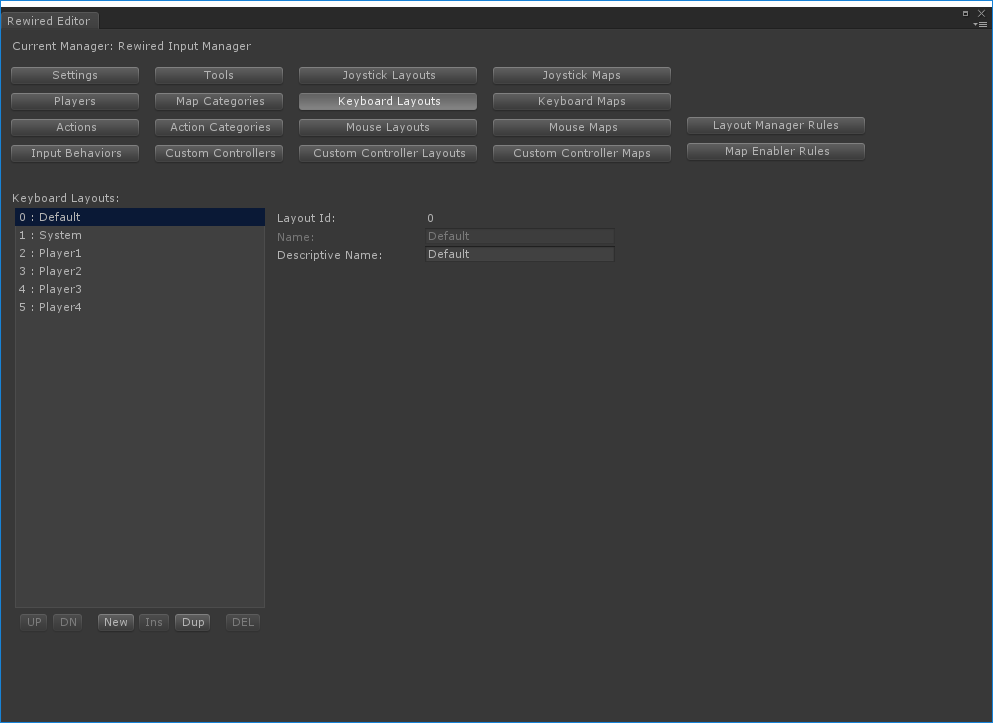 Rewired Editor
Current Manager: Rewired Input Manager
Settings Tools Joystick Layouts Joystick Maps
Players Map Categories Keyboard Layouts Keyboard Maps
Actions Action Categories Mouse Layouts Mouse Maps Layout Manager Rules
Input Behaviors Custom Controllers Custom Controller Layouts Custom Controller Maps Map Enabler Rules
Keyboard Layouts:
0 : Default
1 : System
2 : Player1
3 : Player2
4 : Player3
5 : Player4
Layout Id: 0
Name: Default
Descriptive Name: Default
UP DN New Ins Dup DEL